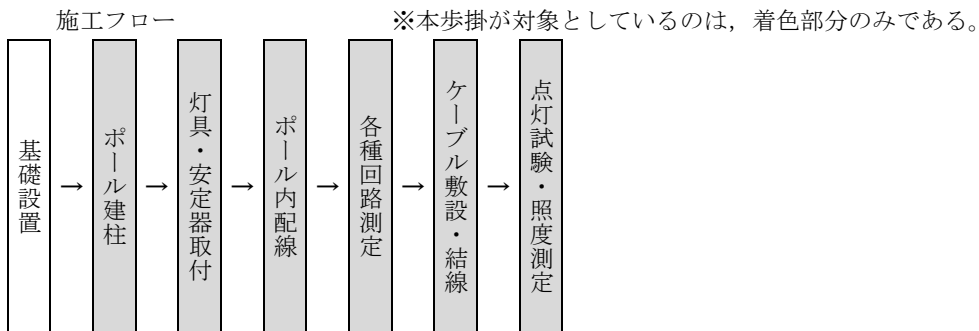 施工フロー
※本歩掛が対象としているのは，着色部分のみである。
基礎設置
→
ポール建柱
→
灯具・安定器取付
→
ポール内配線
→
各種回路測定
→
ケーブル敷設・結線
→
点灯試験・照度測定